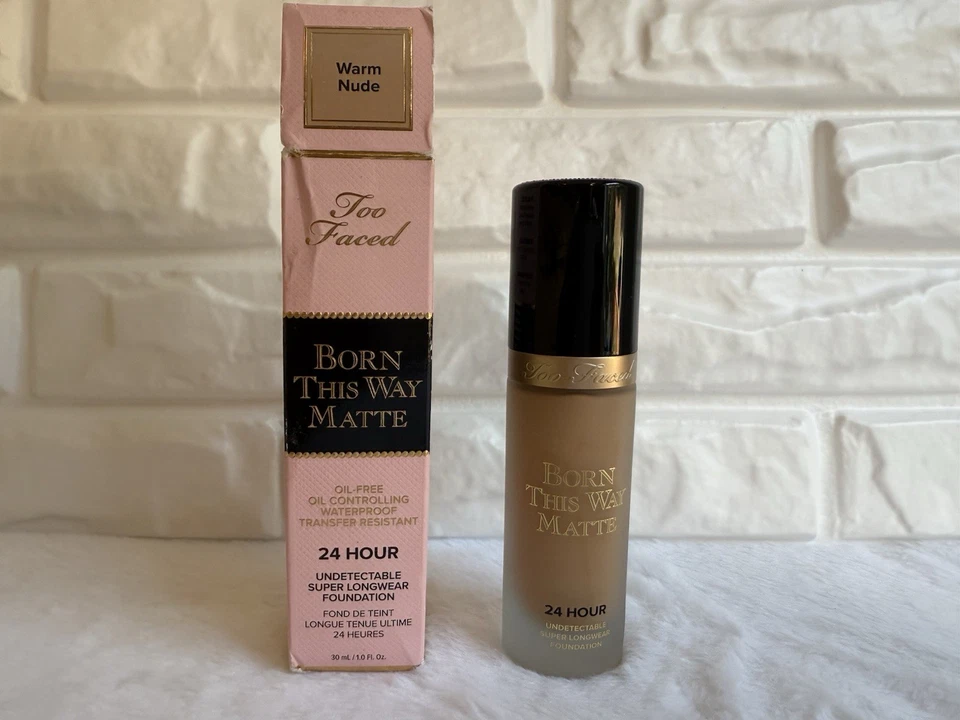 Warm
Nude
Too
Faced
BORN
THIS WAY
MATTE
OIL-FREE
OIL CONTROLLING
WATERPROOF
TRANSFER RESISTANT
24 HOUR
UNDETECTABLE
SUPER LONGWEAR
FOUNDATION
FOND DE TEINT
LONGUE TENUE ULTIME
24 HEURES
30 mL / 1.0 Fl. Oz.
Too Faced
BORN
THIS WAY
MATTE
24 HOUR
UNDETECTABLE
SUPER LONGWEAR
FOUNDATION